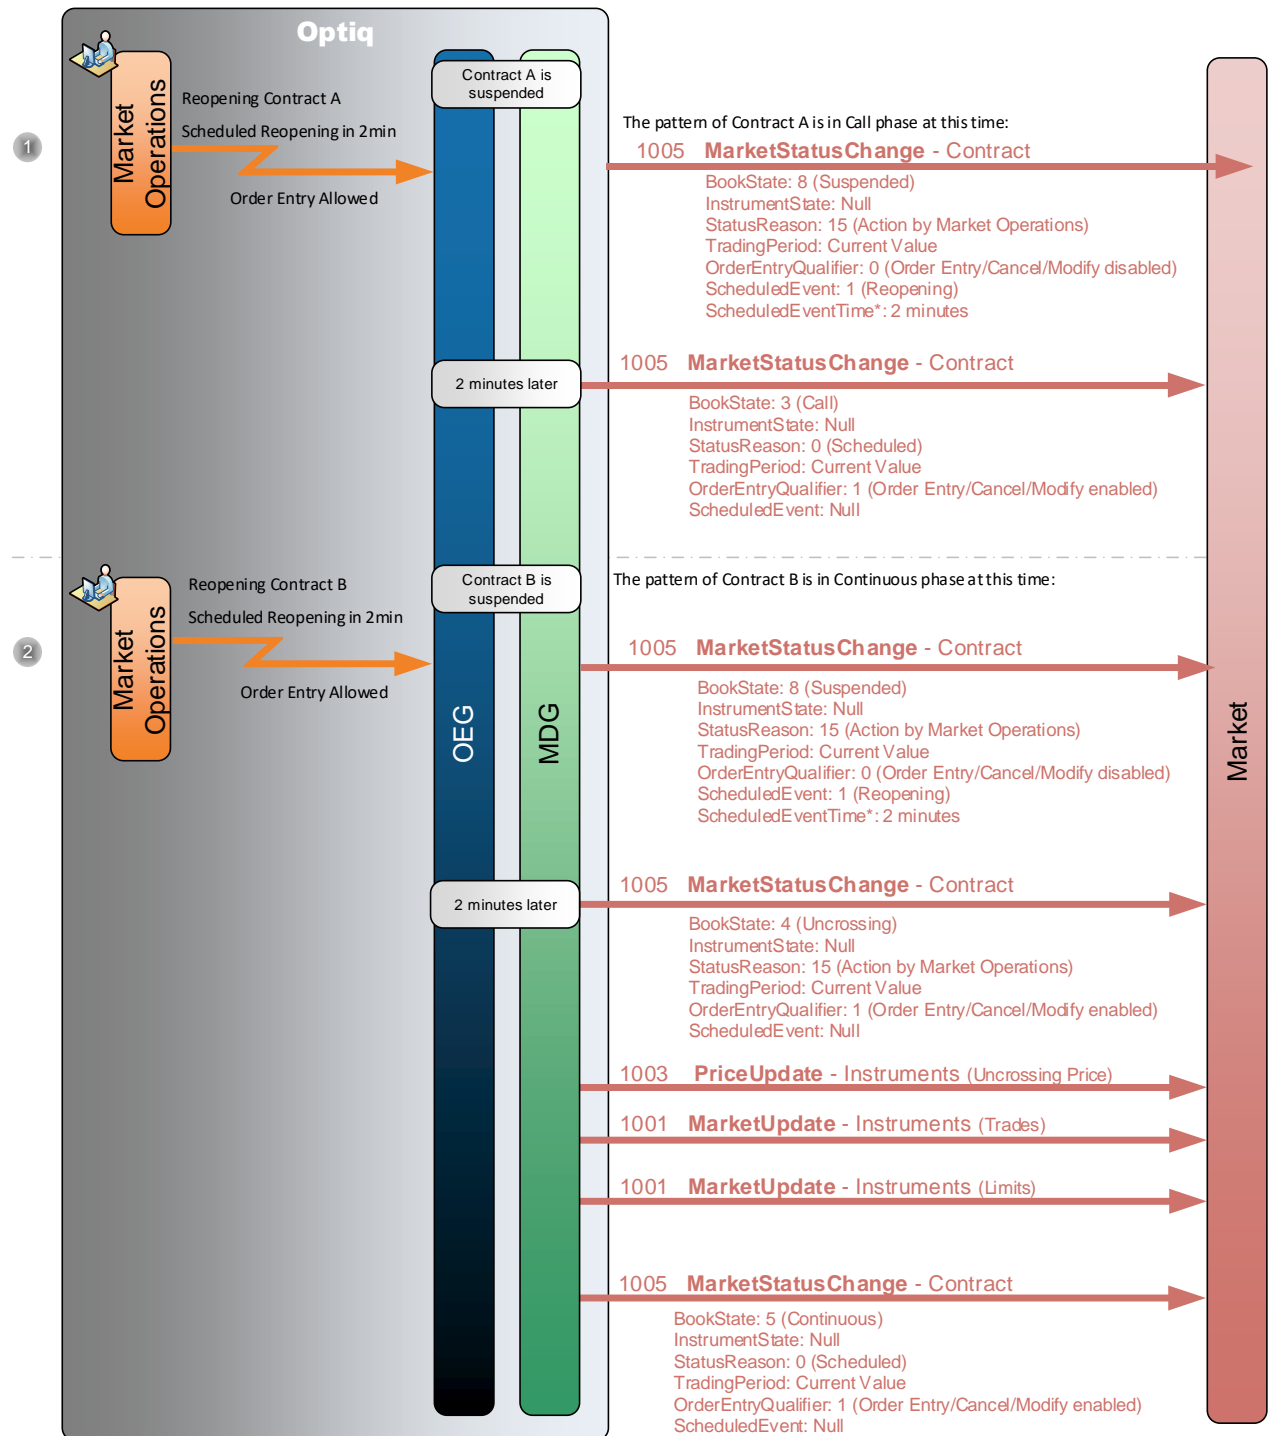 Optiq
Market Operations
Reopening Contract A
Scheduled Reopening in 2min
Order Entry Allowed
Contract A is
suspended
1
The pattern of Contract A is in Call phase at this time:
1005 MarketStatusChange - Contract
BookState: 8 (Suspended)
InstrumentState: Null
StatusReason: 15 (Action by Market Operations)
TradingPeriod: Current Value
OrderEntryQualifier: 0 (Order Entry/Cancel/Modify disabled)
ScheduledEvent: 1 (Reopening)
ScheduledEventTime*: 2 minutes
2 minutes later
1005 MarketStatusChange - Contract
BookState: 3 (Call)
InstrumentState: Null
StatusReason: 0 (Scheduled)
TradingPeriod: Current Value
OrderEntryQualifier: 1 (Order Entry/Cancel/Modify enabled)
ScheduledEvent: Null
2
Market Operations
Reopening Contract B
Scheduled Reopening in 2min
Order Entry Allowed
Contract B is
suspended
The pattern of Contract B is in Continuous phase at this time:
1005 MarketStatusChange - Contract
BookState: 8 (Suspended)
InstrumentState: Null
StatusReason: 15 (Action by Market Operations)
TradingPeriod: Current Value
OrderEntryQualifier: 0 (Order Entry/Cancel/Modify disabled)
ScheduledEvent: 1 (Reopening)
ScheduledEventTime*: 2 minutes
OEG
MDG
Market
2 minutes later
1005 MarketStatusChange - Contract
BookState: 4 (Uncrossing)
InstrumentState: Null
StatusReason: 15 (Action by Market Operations)
TradingPeriod: Current Value
OrderEntryQualifier: 1 (Order Entry/Cancel/Modify enabled)
ScheduledEvent: Null
1003 PriceUpdate - Instruments (Uncrossing Price)
1001 MarketUpdate - Instruments (Trades)
1001 MarketUpdate - Instruments (Limits)
1005 MarketStatusChange - Contract
BookState: 5 (Continuous)
InstrumentState: Null
StatusReason: 0 (Scheduled)
TradingPeriod: Current Value
OrderEntryQualifier: 1 (Order Entry/Cancel/Modify enabled)
ScheduledEvent: Null